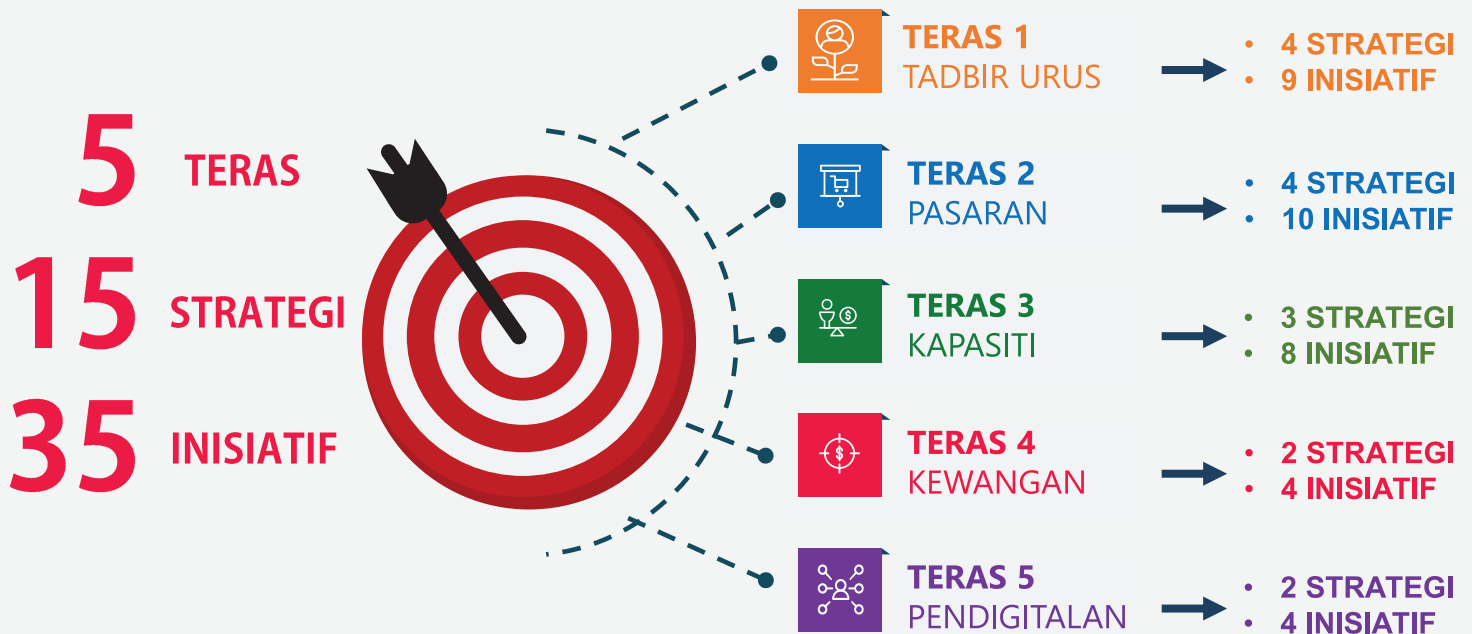 5 TERAS
15 STRATEGI
35 INISIATIF
TERAS 1
TADBIR URUS
• 4 STRATEGI
• 9 INISIATIF
TERAS 2
PASARAN
• 4 STRATEGI
• 10 INISIATIF
TERAS 3
KAPASITI
• 3 STRATEGI
• 8 INISIATIF
TERAS 4
KEWANGAN
• 2 STRATEGI
• 4 INISIATIF
TERAS 5
PENDIGITALAN
• 2 STRATEGI
• 4 INISIATIF